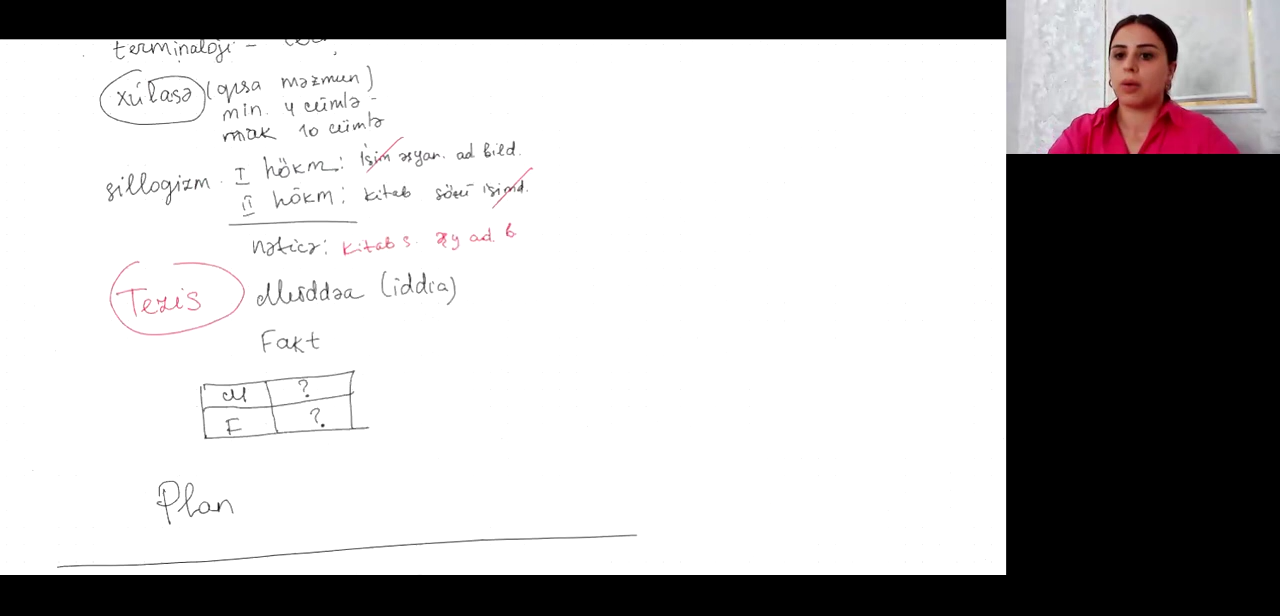 terminaloji -
xülasə (qısa məzmun)
min. 4 cümlə -
mak 10 cümlə
sillogizm. I hökm: İsim əşyan. ad bild.
II hökm: kitab sözü isimd.
Nəticə: kitab s. əşy ad. b
Tezis Müddəa (iddia)
Fakt
M ?
F ?
Plan